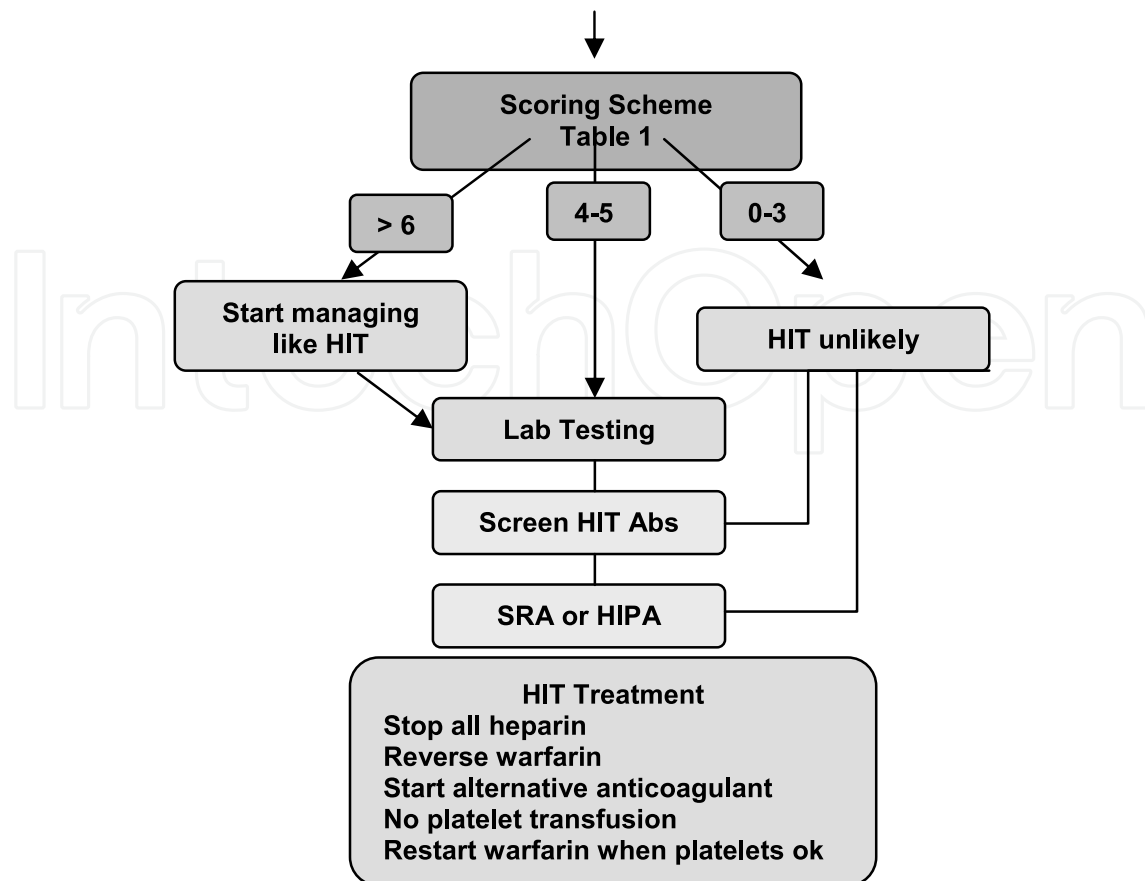 Scoring Scheme
Table 1
> 6
4-5
0-3
Start managing
like HIT
HIT unlikely
IntechOpen
Lab Testing
Screen HIT Abs
SRA or HIPA
HIT Treatment
Stop all heparin
Reverse warfarin
Start alternative anticoagulant
No platelet transfusion
Restart warfarin when platelets ok